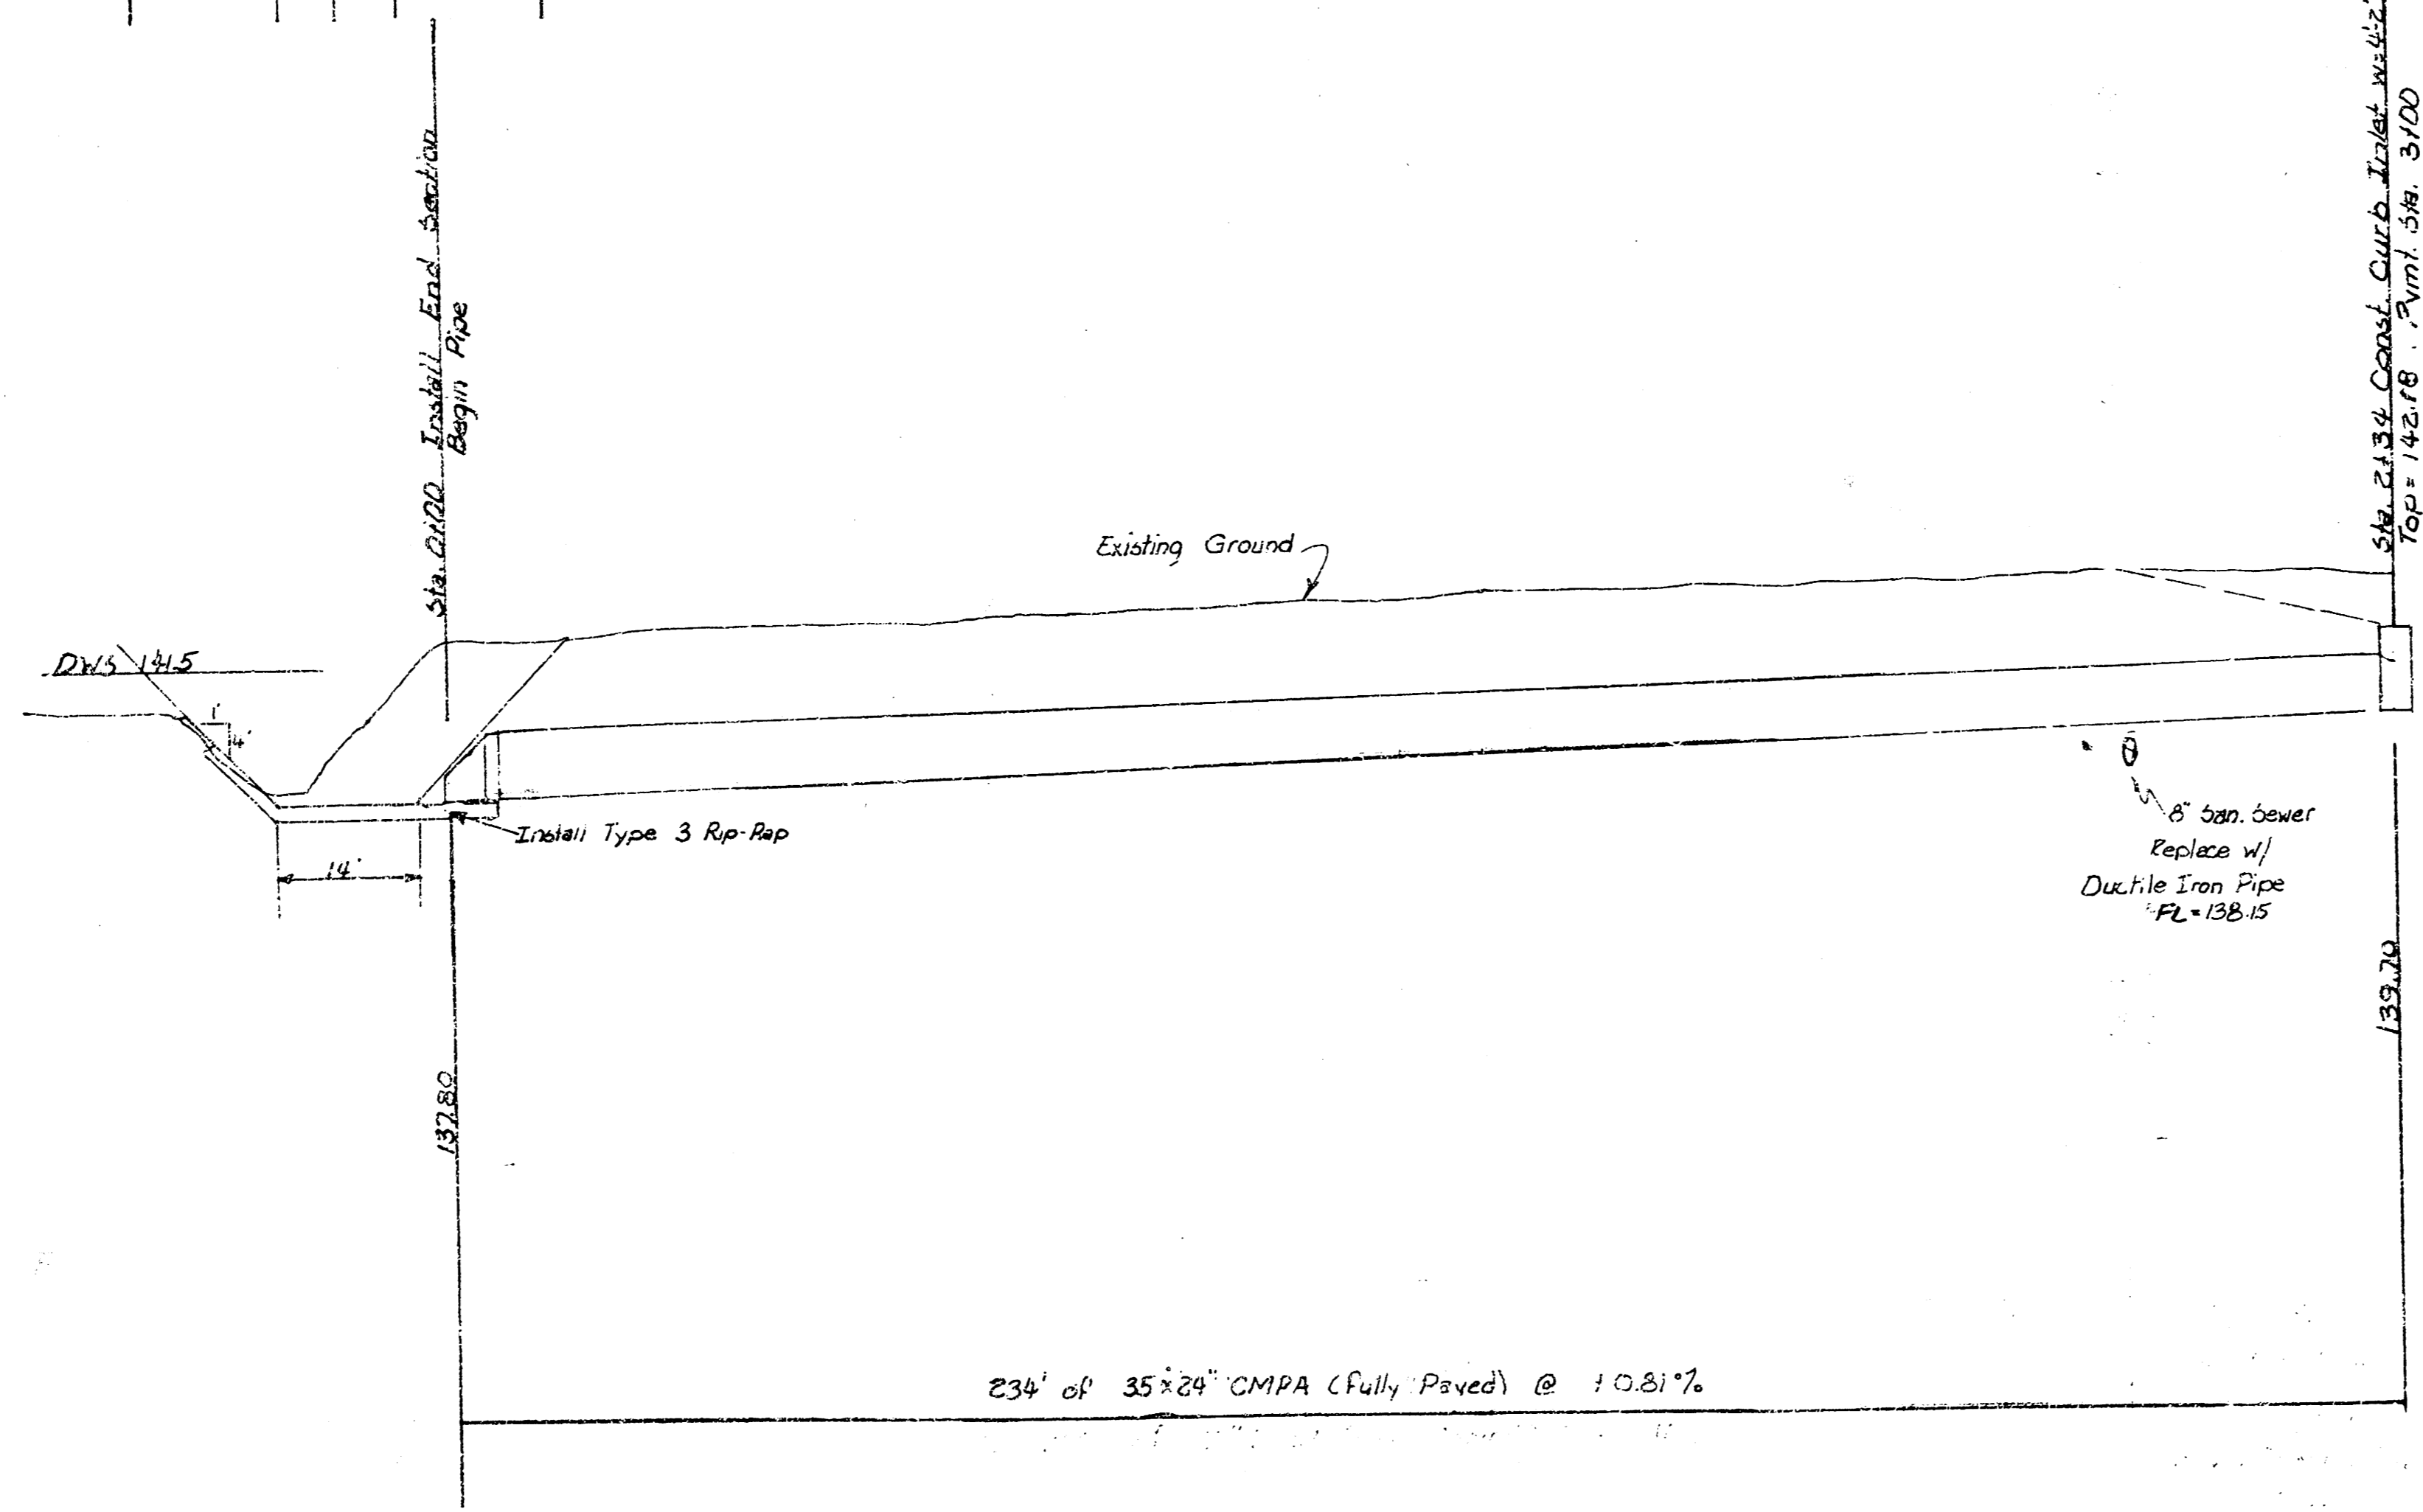 Sta. 0+00 Install End Section
Begin Pipe
Sta. 2+34 Const. Curb Inlet W=4'-2"
Top = 142.18 Pvmt. Sta. 3+00
Existing Ground
DWS 141.5
1'
4'
Install Type 3 Rip-Rap
14'
8" San. Sewer
Replace W/
Ductile Iron Pipe
FL = 138.15
137.80
139.70
234' of 35"x24" CMPA (Fully Paved) @ +0.81%